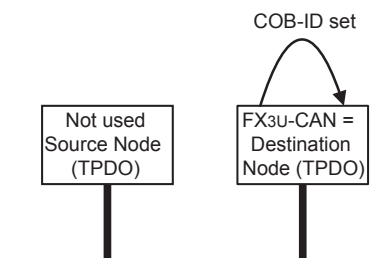 COB-ID set
Not used
Source Node
(TPDO)
FX3U-CAN =
Destination
Node (TPDO)